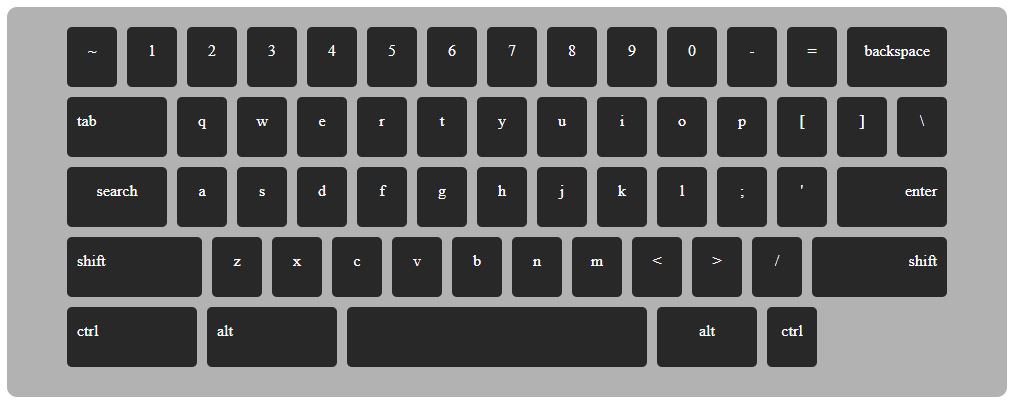 ~ 1 2 3 4 5 6 7 8 9 0 - = backspace
tab q w e r t y u i o p [ ] \
search a s d f g h j k l ; ' enter
shift z x c v b n m < > / shift
ctrl alt alt ctrl